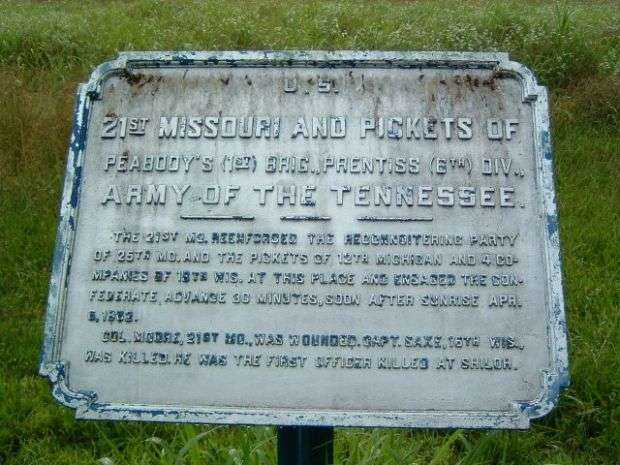 U.S.
21ST MISSOURI AND PICKETS OF
PEABODY'S (1ST) BRIG., PRENTISS (6TH) DIV.,
ARMY OF THE TENNESSEE.
THE 21ST MO. REENFORCED THE RECONNOITERING PARTY
OF 25TH MO. AND THE PICKETS OF 12TH MICHIGAN AND 4 COM-
PANIES OF 16TH WIS. AT THIS PLACE AND ENGAGED THE CON-
FEDERATE, ADVANCE 30 MINUTES, SOON AFTER SUNRISE APR.
6, 1862.
COL. MOORE, 21ST MO., WAS WOUNDED. CAPT. SAXE, 16TH WIS.,
WAS KILLED. HE WAS THE FIRST OFFICER KILLED AT SHILOH.